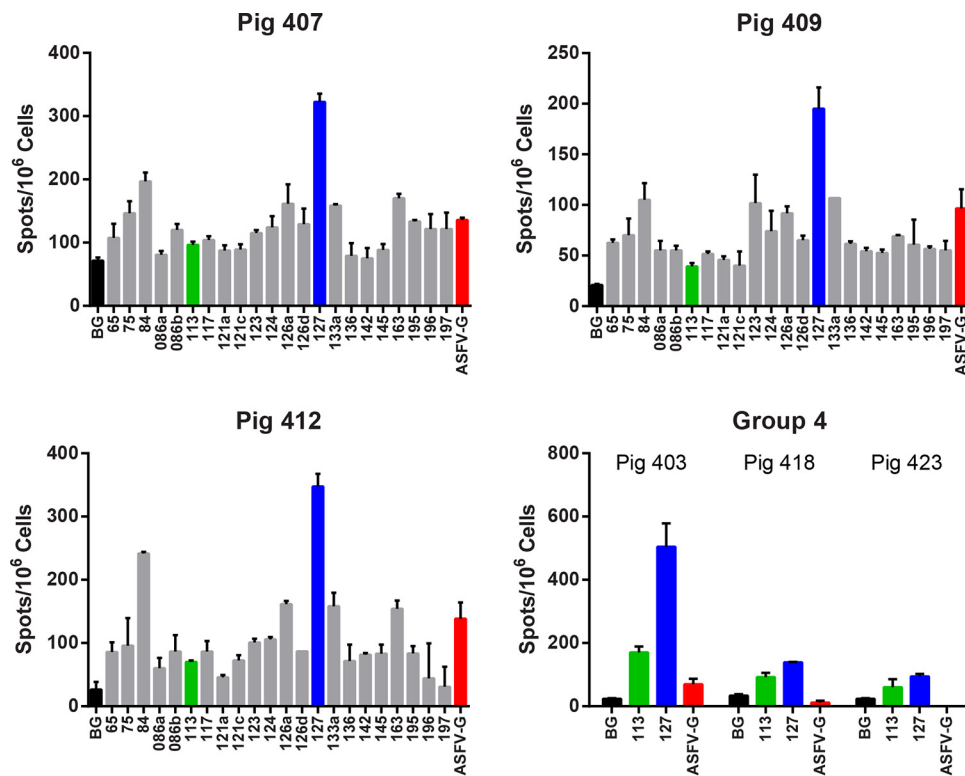 Pig 407
Spots/10⁶ Cells
400
300
200
100
0
BG 65 75 84 086a 086b 113 117 121a 121c 123 124 126a 126d 127 133a 136 142 145 163 195 196 197 ASFV-G
Pig 409
Spots/10⁶ Cells
250
200
150
100
50
0
BG 65 75 84 086a 086b 113 117 121a 121c 123 124 126a 126d 127 133a 136 142 145 163 195 196 197 ASFV-G
Pig 412
Spots/10⁶ Cells
400
300
200
100
0
BG 65 75 84 086a 086b 113 117 121a 121c 123 124 126a 126d 127 133a 136 142 145 163 195 196 197 ASFV-G
Group 4
Pig 403 Pig 418 Pig 423
Spots/10⁶ Cells
800
600
400
200
0
BG 113 127 ASFV-G BG 113 127 ASFV-G BG 113 127 ASFV-G